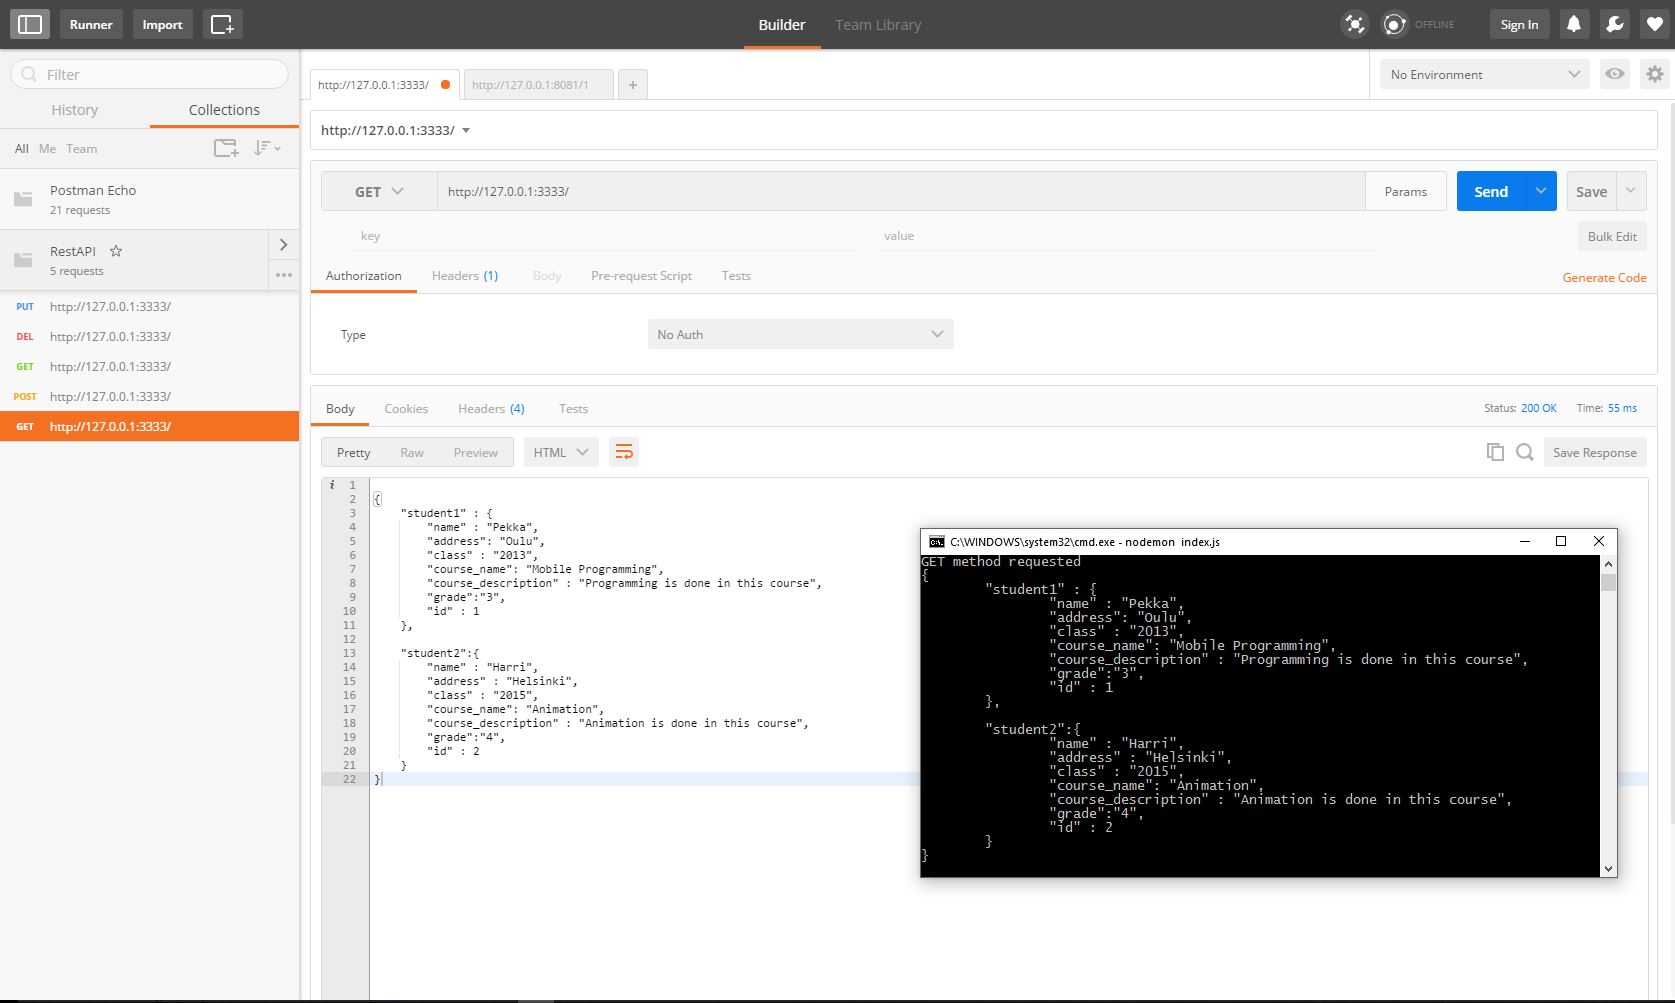 Runner Import Builder Team Library OFFLINE Sign In
Filter
History Collections
All Me Team
Postman Echo
21 requests
RestAPI
5 requests
PUT http://127.0.0.1:3333/
DEL http://127.0.0.1:3333/
GET http://127.0.0.1:3333/
POST http://127.0.0.1:3333/
GET http://127.0.0.1:3333/
http://127.0.0.1:3333/ http://127.0.0.1:8081/1 + No Environment
http://127.0.0.1:3333/
GET http://127.0.0.1:3333/ Params Send Save
key value Bulk Edit
Authorization Headers (1) Body Pre-request Script Tests Generate Code
Type No Auth
Body Cookies Headers (4) Tests Status: 200 OK Time: 55 ms
Pretty Raw Preview HTML Save Response
i 1
2 {
3 "student1" : {
4 "name" : "Pekka",
5 "address": "Oulu",
6 "class" : "2013",
7 "course_name": "Mobile Programming",
8 "course_description" : "Programming is done in this course",
9 "grade":"3",
10 "id" : 1
11 },
12
13 "student2":{
14 "name" : "Harri",
15 "address" : "Helsinki",
16 "class" : "2015",
17 "course_name": "Animation",
18 "course_description" : "Animation is done in this course",
19 "grade":"4",
20 "id" : 2
21 }
22 }
C:\WINDOWS\system32\cmd.exe - nodemon index.js
GET method requested
{
"student1" : {
"name" : "Pekka",
"address": "Oulu",
"class" : "2013",
"course_name": "Mobile Programming",
"course_description" : "Programming is done in this course",
"grade":"3",
"id" : 1
},
"student2":{
"name" : "Harri",
"address" : "Helsinki",
"class" : "2015",
"course_name": "Animation",
"course_description" : "Animation is done in this course",
"grade":"4",
"id" : 2
}
}